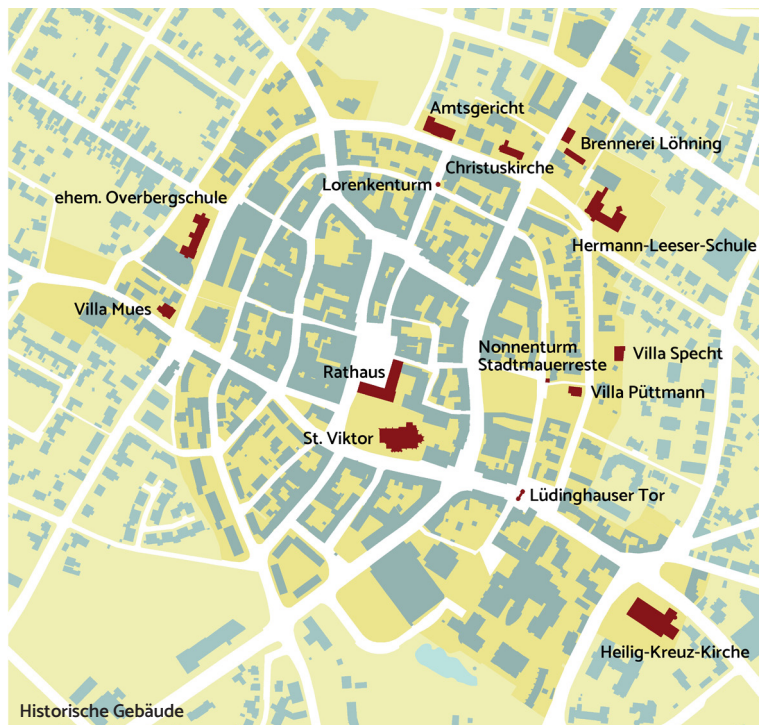 Amtsgericht
Brennerei Löhning
Christuskirche
Lorenkenturm
ehem. Overbergschule
Hermann-Leeser-Schule
Villa Mues
Nonnenturm
Stadtmauerreste
Villa Specht
Rathaus
Villa Püttmann
St. Viktor
Lüdinghauser Tor
Heilig-Kreuz-Kirche
Historische Gebäude